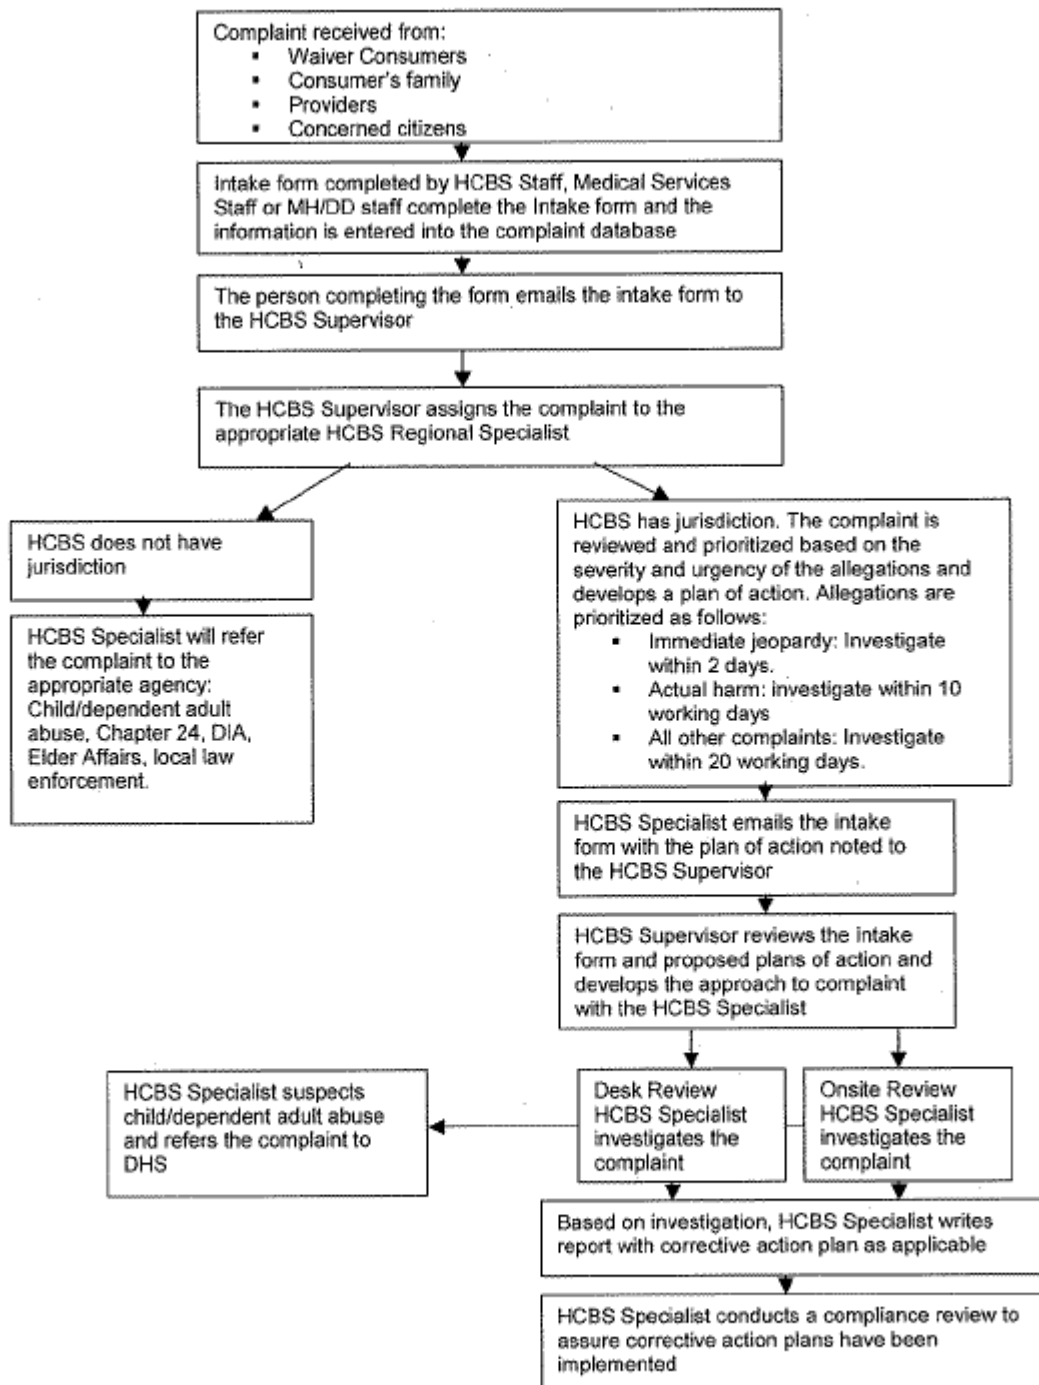 Complaint received from:
▪ Waiver Consumers
▪ Consumer's family
▪ Providers
▪ Concerned citizens
Intake form completed by HCBS Staff, Medical Services
Staff or MH/DD staff complete the Intake form and the
information is entered into the complaint database
The person completing the form emails the intake form to
the HCBS Supervisor
The HCBS Supervisor assigns the complaint to the
appropriate HCBS Regional Specialist
HCBS does not have
jurisdiction
HCBS Specialist will refer
the complaint to the
appropriate agency:
Child/dependent adult
abuse, Chapter 24, DIA,
Elder Affairs, local law
enforcement.
HCBS has jurisdiction. The complaint is
reviewed and prioritized based on the
severity and urgency of the allegations and
develops a plan of action. Allegations are
prioritized as follows:
▪ Immediate jeopardy: Investigate
within 2 days.
▪ Actual harm: investigate within 10
working days
▪ All other complaints: Investigate
within 20 working days.
HCBS Specialist emails the intake
form with the plan of action noted to
the HCBS Supervisor
HCBS Supervisor reviews the intake
form and proposed plans of action and
develops the approach to complaint
with the HCBS Specialist
HCBS Specialist suspects
child/dependent adult abuse
and refers the complaint to
DHS
Desk Review
HCBS Specialist
investigates the
complaint
Onsite Review
HCBS Specialist
investigates the
complaint
Based on investigation, HCBS Specialist writes
report with corrective action plan as applicable
HCBS Specialist conducts a compliance review to
assure corrective action plans have been
implemented